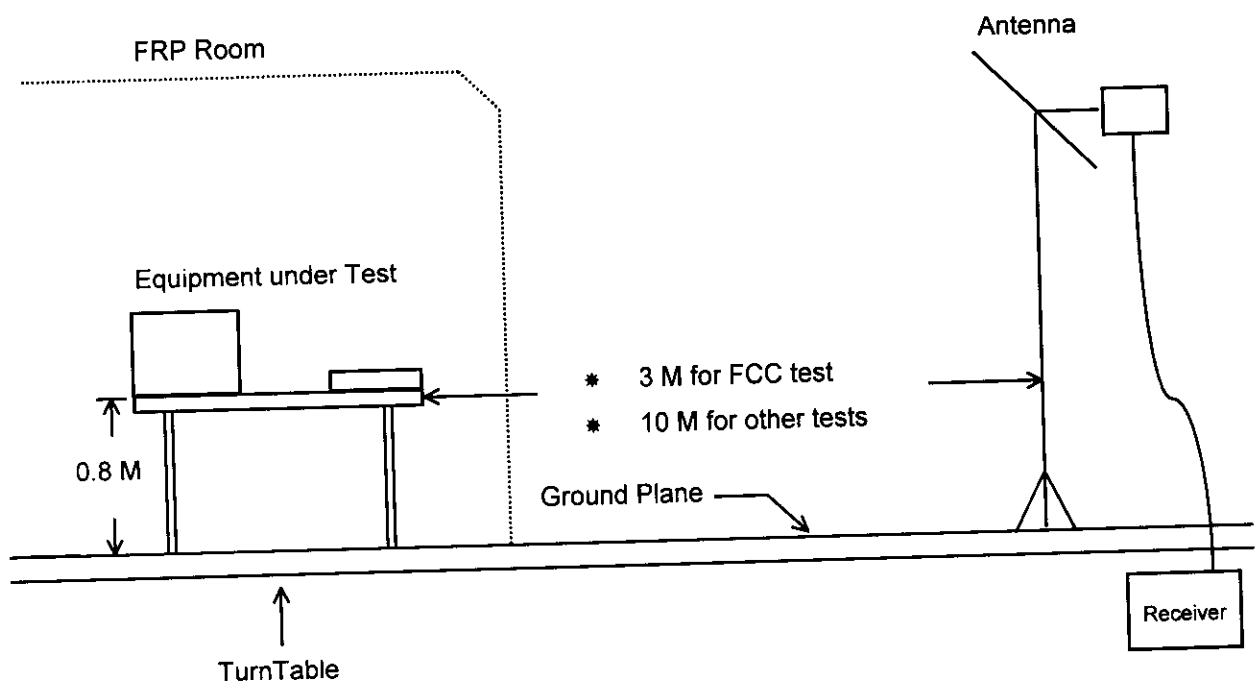 Antenna
FRP Room
Equipment under Test
✷ 3 M for FCC test
✷ 10 M for other tests
0.8 M
Ground Plane
Receiver
TurnTable